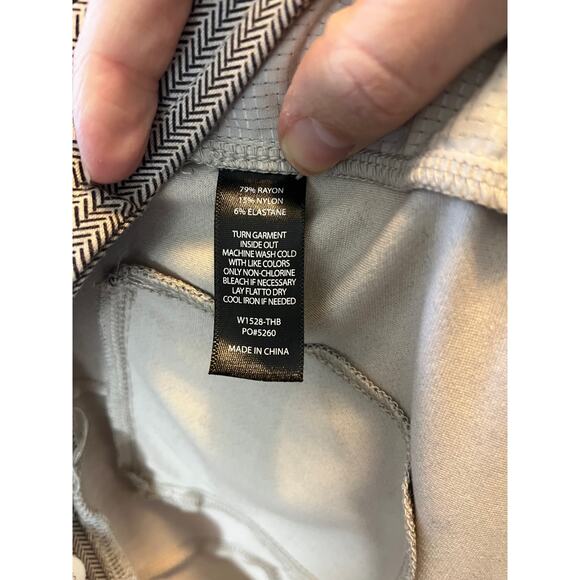 79% RAYON
15% NYLON
6% ELASTANE
TURN GARMENT
INSIDE OUT
MACHINE WASH COLD
WITH LIKE COLORS
ONLY NON-CHLORINE
BLEACH IF NECESSARY
LAY FLAT TO DRY
COOL IRON IF NEEDED
W1528-THB
PO#5260
MADE IN CHINA